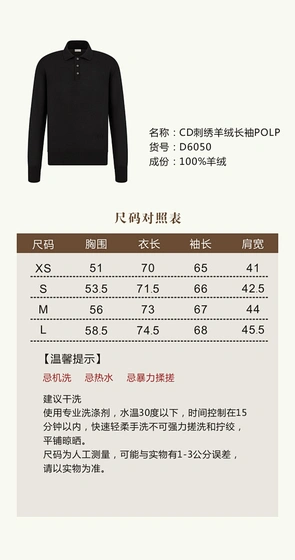 名称：CD刺绣羊绒长袖POLP
货号：D6050
成份：100%羊绒
尺码对照表
尺码 胸围 衣长 袖长 肩宽
XS 51 70 65 41
S 53.5 71.5 66 42.5
M 56 73 67 44
L 58.5 74.5 68 45.5
【温馨提示】
忌机洗 忌热水 忌暴力揉搓
建议干洗
使用专业洗涤剂，水温30度以下，时间控制在15
分钟以内，快速轻柔手洗不可强力搓洗和拧绞，
平铺晾晒。
尺码为人工测量，可能与实物有1-3公分误差，
请以实物为准。